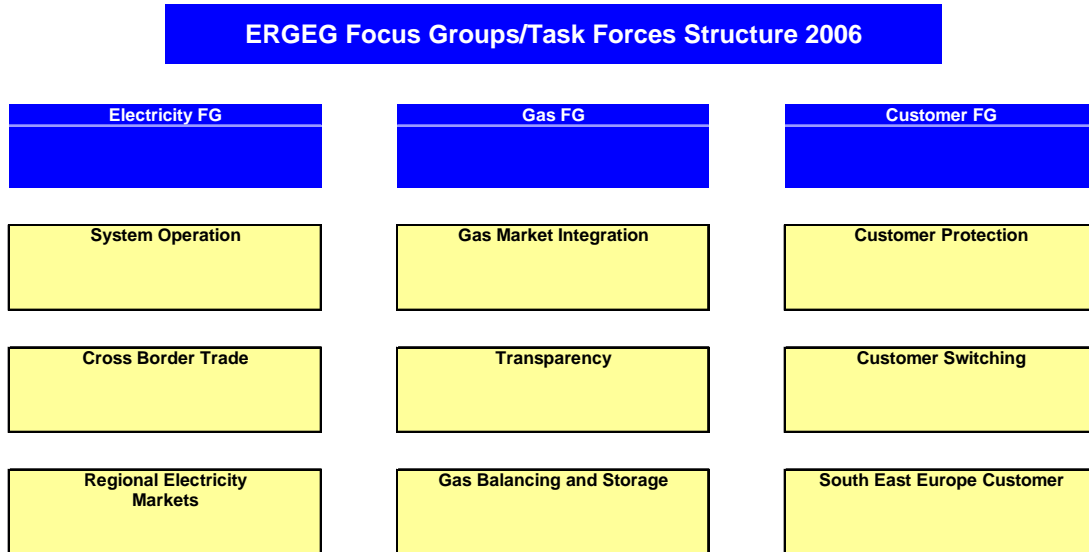 ERGEG Focus Groups/Task Forces Structure 2006
Electricity FG
Gas FG
Customer FG
System Operation
Gas Market Integration
Customer Protection
Cross Border Trade
Transparency
Customer Switching
Regional Electricity
Markets
Gas Balancing and Storage
South East Europe Customer